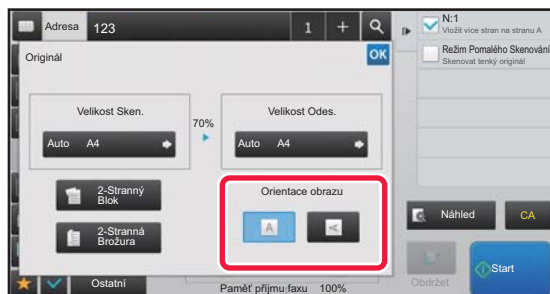 Adresa 123 1 +
N:1
Vložit více stran na stranu A
Originál OK
Režim Pomalého Skenování
Skenovat tenký originál
Velikost Sken. 70% Velikost Odes.
Auto A4 Auto A4
2-Stranný
Blok
Orientace obrazu
A A
2-Stranná
Brožura
Náhled CA
Ostatní
Paměť příjmu:faxu 100%
Obdržet
Start